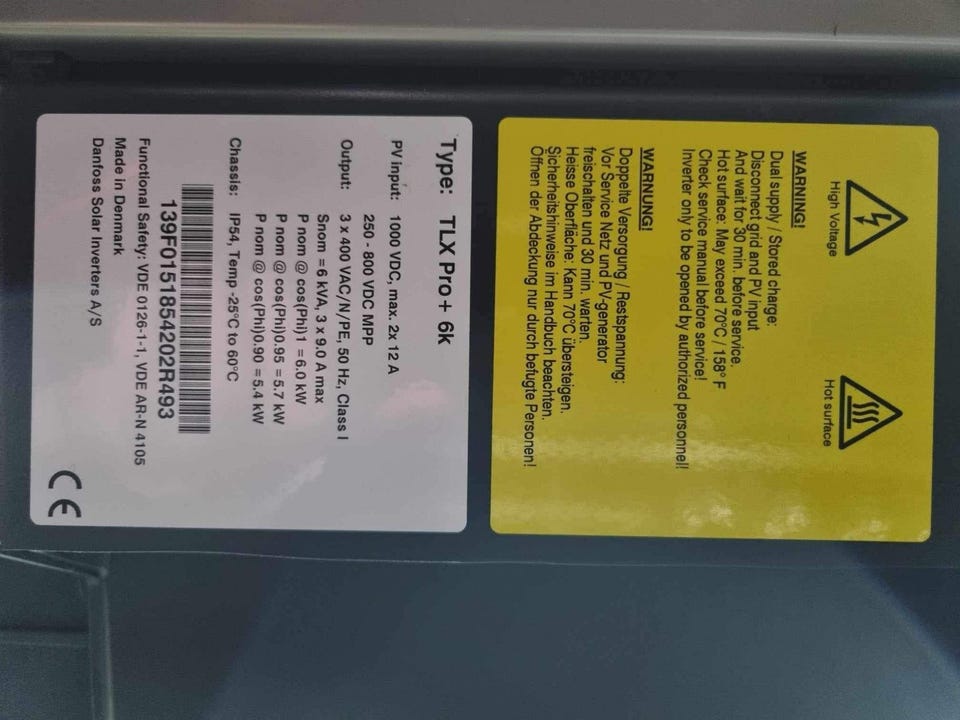 High Voltage
Hot surface
WARNING!
Dual supply / Stored charge:
Disconnect grid and PV input
And wait for 30 min. before service.
Hot surface: May exceed 70°C / 158° F
Check service manual before service!
Inverter only to be opened by authorized personnel!
WARNUNG!
Doppelte Versorgung / Restspannung:
Vor Service Netz und PV-generator
freischalten und 30 min. warten.
Heisse Oberfläche: Kann 70°C übersteigen.
Sicherheitshinweise im Handbuch beachten.
Öffnen der Abdeckung nur durch befugte Personen!
Type: TLX Pro+ 6k
PV input: 1000 VDC, max. 2x 12 A
250 - 800 VDC MPP
Output: 3 x 400 VAC/N/PE, 50 Hz, Class I
Snom = 6 kVA, 3 x 9.0 A max
P nom @ cos(Phi)1 = 6.0 kW
P nom @ cos(Phi)0.95 = 5.7 kW
P nom @ cos(Phi)0.90 = 5.4 kW
Chassis: IP54, Temp -25°C to 60°C
139F0151854202R493
Functional Safety: VDE 0126-1-1, VDE AR-N 4105
Made in Denmark
Danfoss Solar Inverters A/S
CE